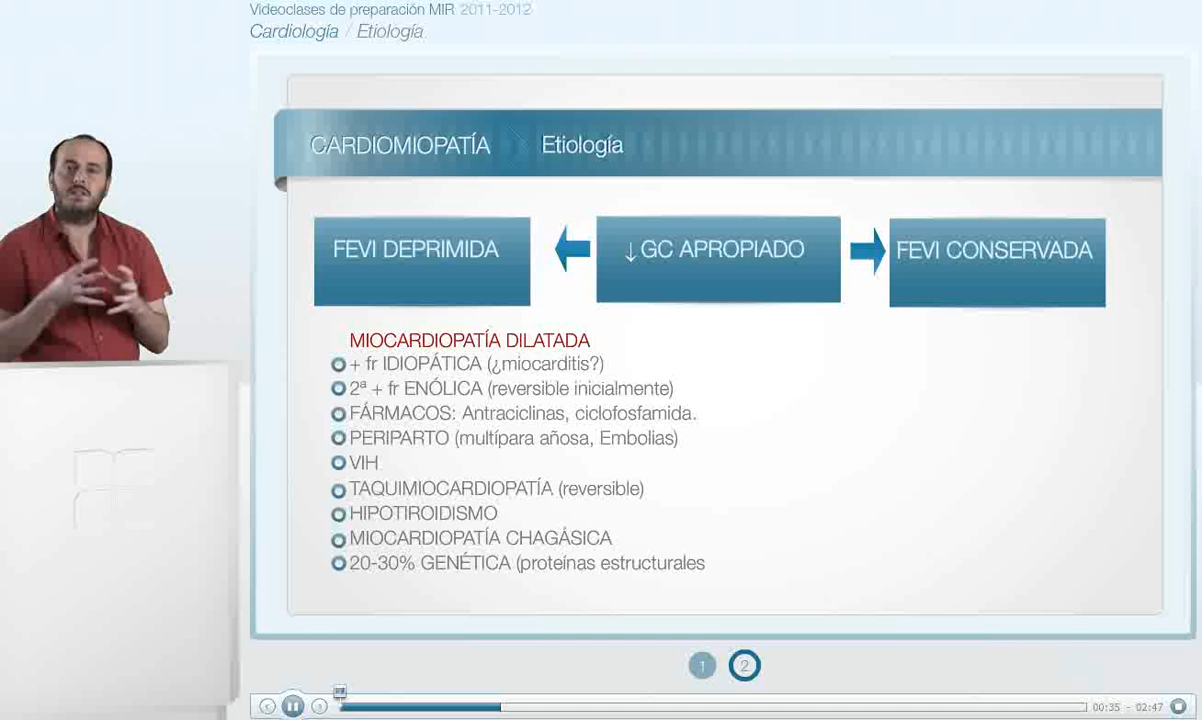 Videoclases de preparación MIR 2011-2012
Cardiología / Etiología
CARDIOMIOPATÍA Etiología
FEVI DEPRIMIDA
↓ GC APROPIADO
FEVI CONSERVADA
MIOCARDIOPATÍA DILATADA
+ fr IDIOPÁTICA (¿miocarditis?)
2ª + fr ENÓLICA (reversible inicialmente)
FÁRMACOS: Antraciclinas, ciclofosfamida.
PERIPARTO (multípara añosa, Embolias)
VIH
TAQUIMIOCARDIOPATÍA (reversible)
HIPOTIROIDISMO
MIOCARDIOPATÍA CHAGÁSICA
20-30% GENÉTICA (proteínas estructurales
1 2
00:35 - 02:47